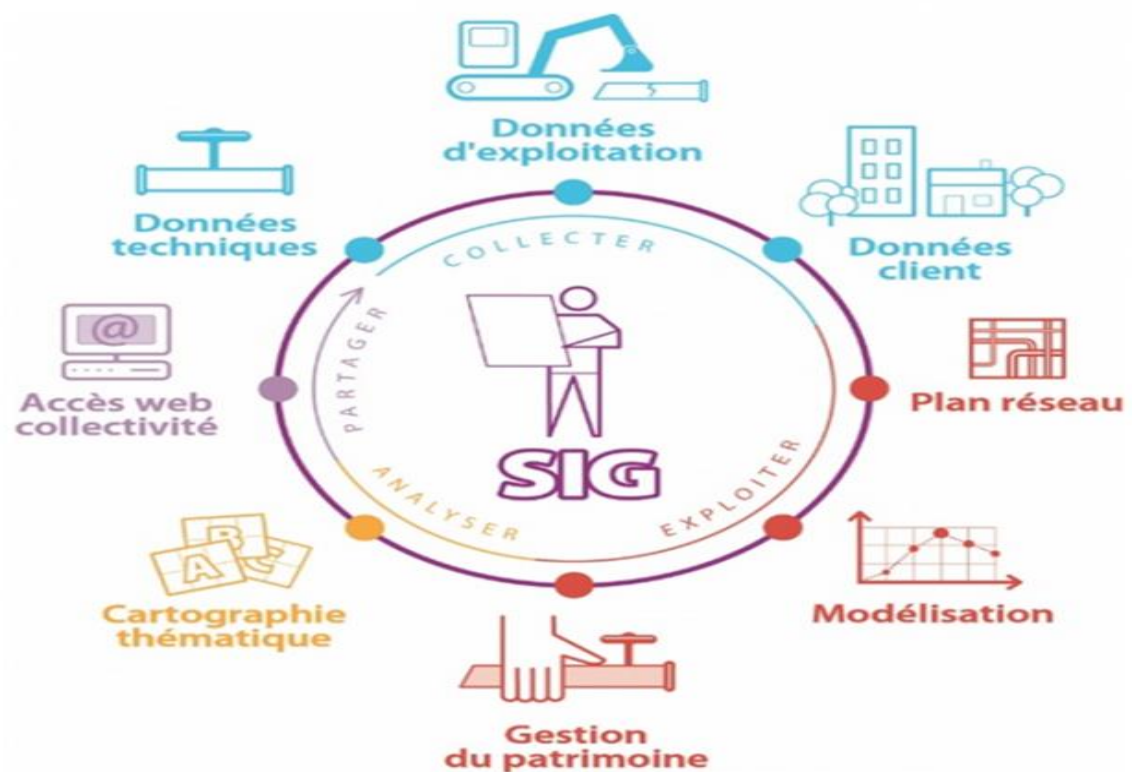 Données
d'exploitation
Données
techniques
Données
client
COLLECTER
PARTAGER
@
Accès web
collectivité
Plan réseau
SIG
ANALYSER
EXPLOITER
A
B
C
Cartographie
thématique
Modélisation
Gestion
du patrimoine